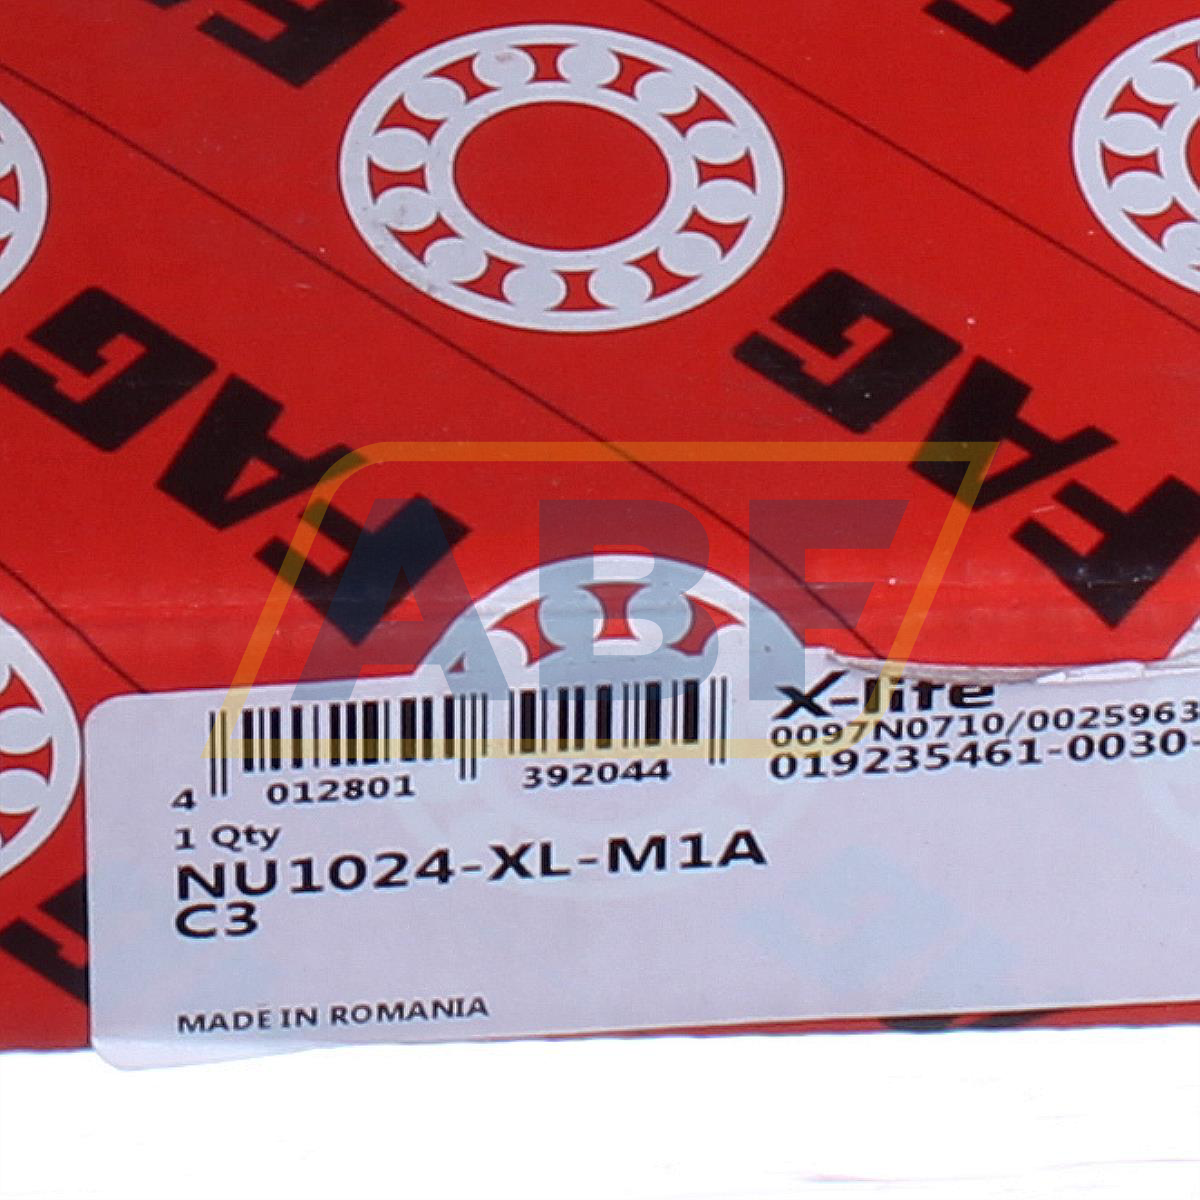 FAG
FAG
FAG
ABF
X-life
0097N0710/0025963
019235461-0030-
4 012801 392044
1 Qty
NU1024-XL-M1A
C3
MADE IN ROMANIA